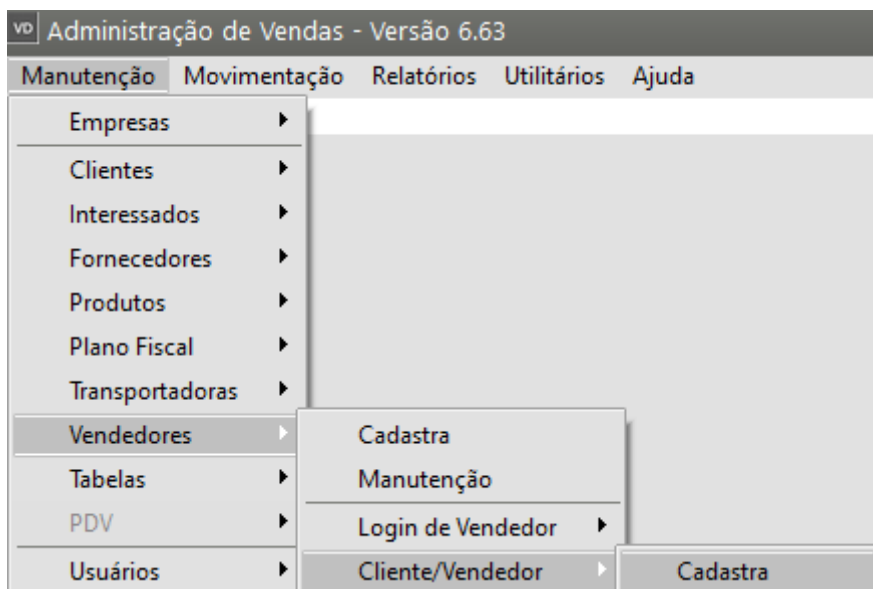 VD Administração de Vendas - Versão 6.63
Manutenção Movimentação Relatórios Utilitários Ajuda
Empresas
Clientes
Interessados
Fornecedores
Produtos
Plano Fiscal
Transportadoras
Vendedores Cadastra
Tabelas Manutenção
PDV Login de Vendedor
Usuários Cliente/Vendedor Cadastra